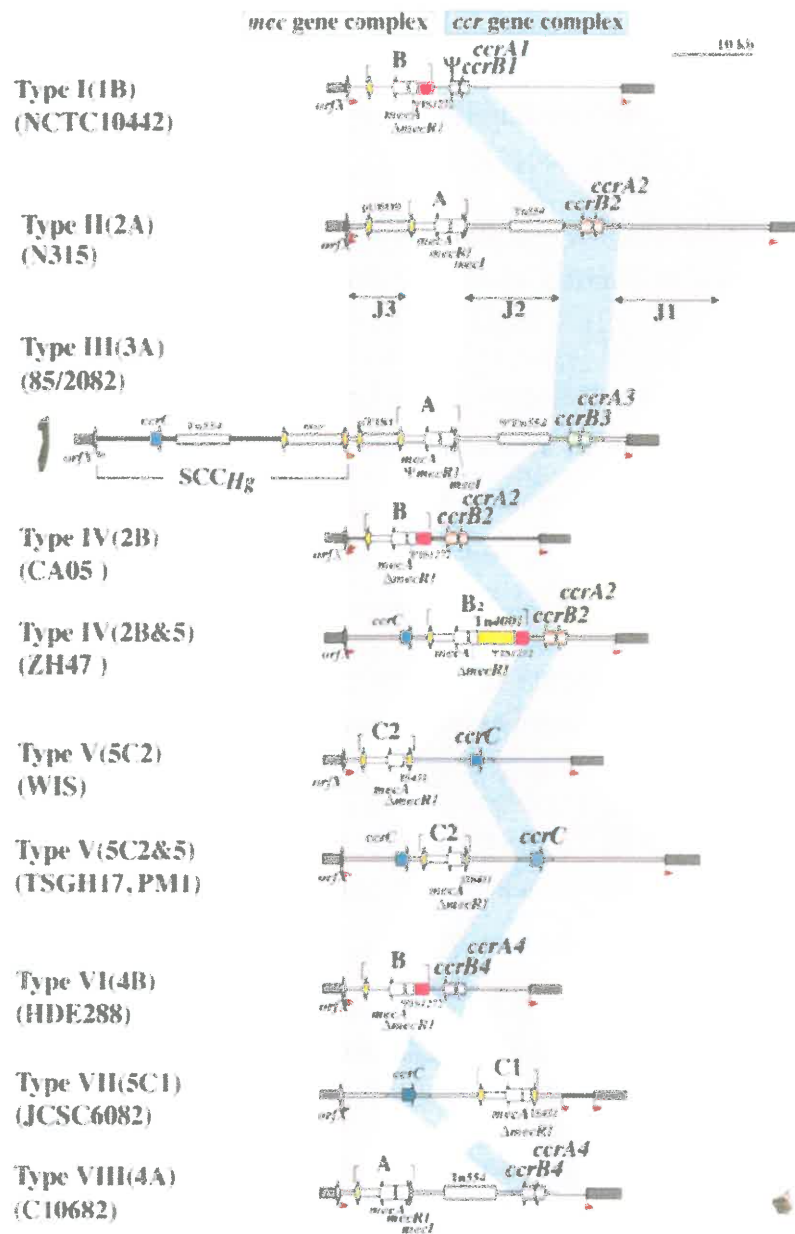 mec gene complex ccr gene complex
10 kb
ccrA1
B ΨccrB1
Type I(1B)
(NCTC10442)
orfX
mecA
ΔmecR1
ccrA2
A ccrB2
Tn554
Type II(2A)
(N315)
orfX
mecA
mecR1
mecI
J3 J2 J1
Type III(3A)
(85/2082)
ccrA3
A ccrB3
ccrC Tn554 ΨTn554
orfX
mecA
ΨmecR1
mecI
SCCHg
ccrA2
B ccrB2
Type IV(2B)
(CA05 )
orfX
mecA
ΔmecR1
ccrA2
B2 ccrB2
ccrC Tn4001
Type IV(2B&5)
(ZH47 )
orfX
mecA
ΔmecR1
C2 ccrC
Type V(5C2)
(WIS)
orfX
mecA
ΔmecR1
ccrC C2 ccrC
Type V(5C2&5)
(TSGH17, PM1)
orfX
mecA
ΔmecR1
ccrA4
B ccrB4
Type VI(4B)
(HDE288)
orfX
mecA
ΔmecR1
ccrC C1
Type VII(5C1)
(JCSC6082)
orfX
mecA
ΔmecR1
ccrA4
A Tn554 ccrB4
Type VIII(4A)
(C10682)
orfX
mecA
mecR1
mecI